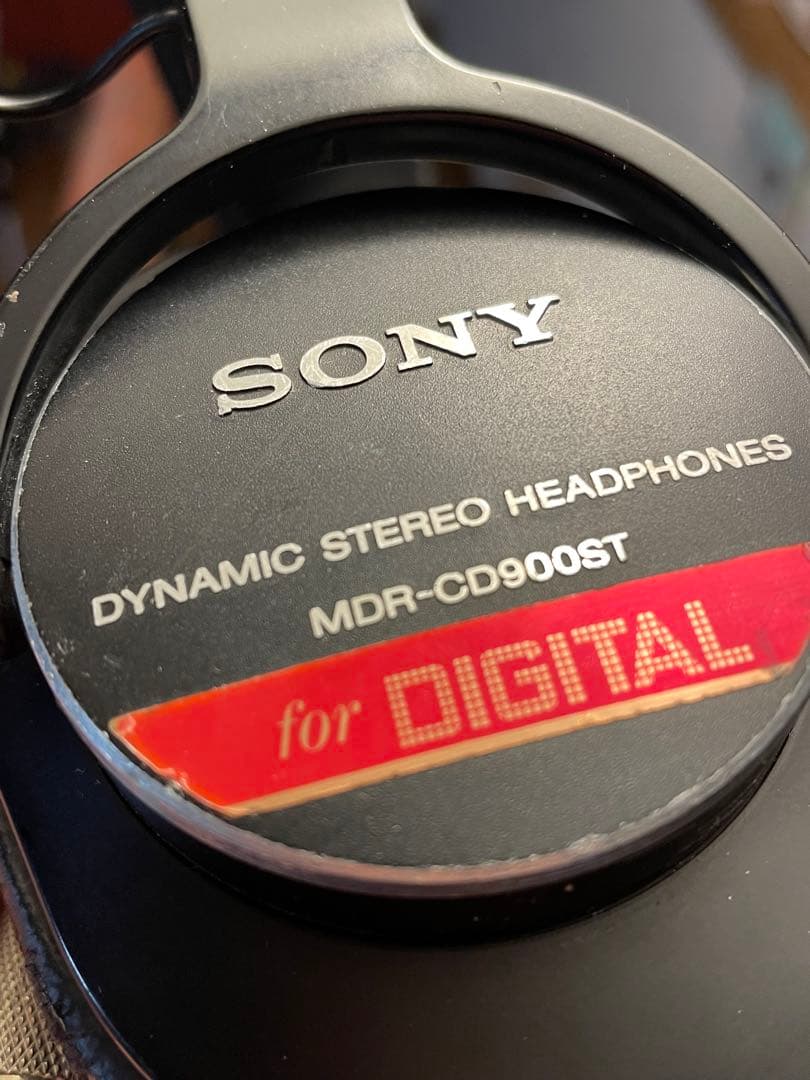 SONY
DYNAMIC STEREO HEADPHONES
MDR-CD900ST
for DIGITAL